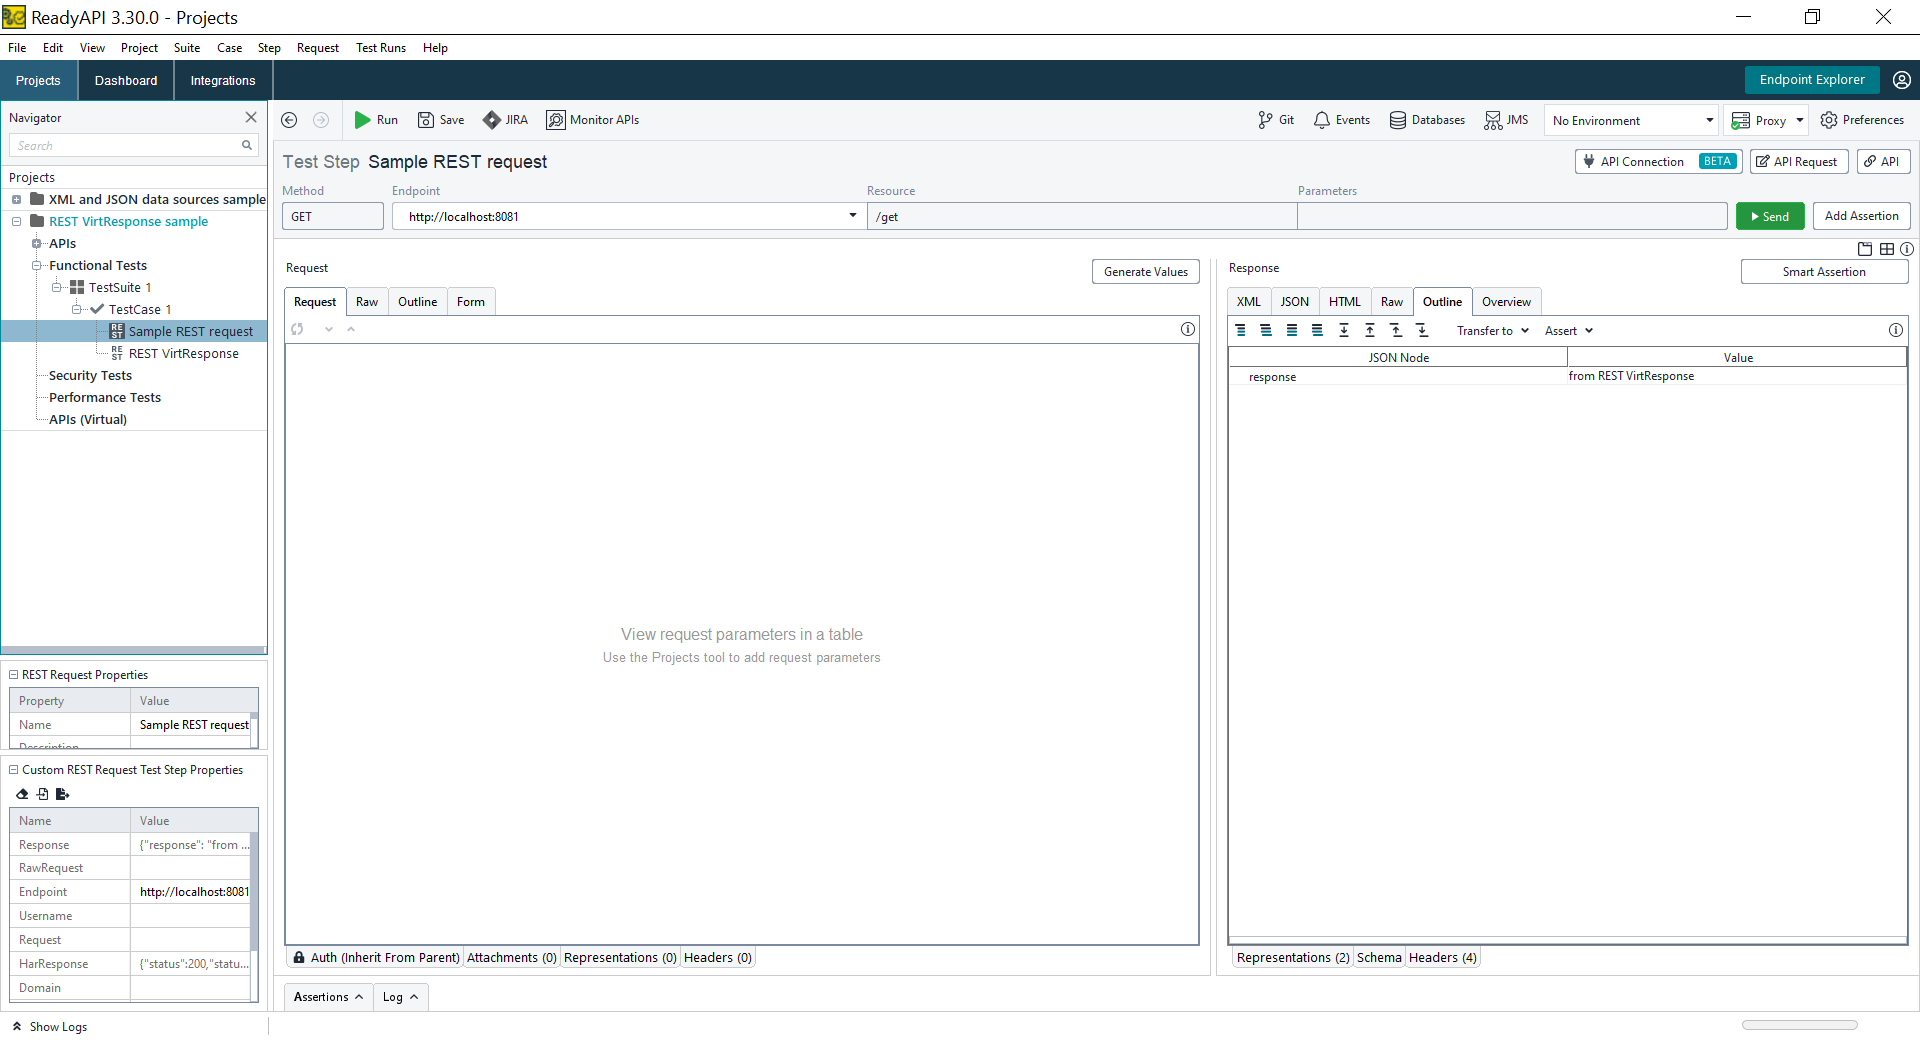 ReadyAPI 3.30.0 - Projects
File Edit View Project Suite Case Step Request Test Runs Help
Projects Dashboard Integrations Endpoint Explorer
Navigator
Search
Projects
XML and JSON data sources sample
REST VirtResponse sample
APIs
Functional Tests
TestSuite 1
TestCase 1
REST Sample REST request
REST REST VirtResponse
Security Tests
Performance Tests
APIs (Virtual)
REST Request Properties
Property Value
Name Sample REST request
Description
Custom REST Request Test Step Properties
Name Value
Response {"response": "from ...
RawRequest
Endpoint http://localhost:8081
Username
Request
HarResponse {"status":200,"statu...
Domain
Show Logs
Run Save JIRA Monitor APIs Git Events Databases JMS No Environment Proxy Preferences
Test Step Sample REST request API Connection BETA API Request API
Method Endpoint Resource Parameters
GET http://localhost:8081 /get Send Add Assertion
Request Generate Values
Request Raw Outline Form
View request parameters in a table
Use the Projects tool to add request parameters
Auth (Inherit From Parent) Attachments (0) Representations (0) Headers (0)
Response Smart Assertion
XML JSON HTML Raw Outline Overview
Transfer to Assert
JSON Node Value
response from REST VirtResponse
Representations (2) Schema Headers (4)
Assertions Log